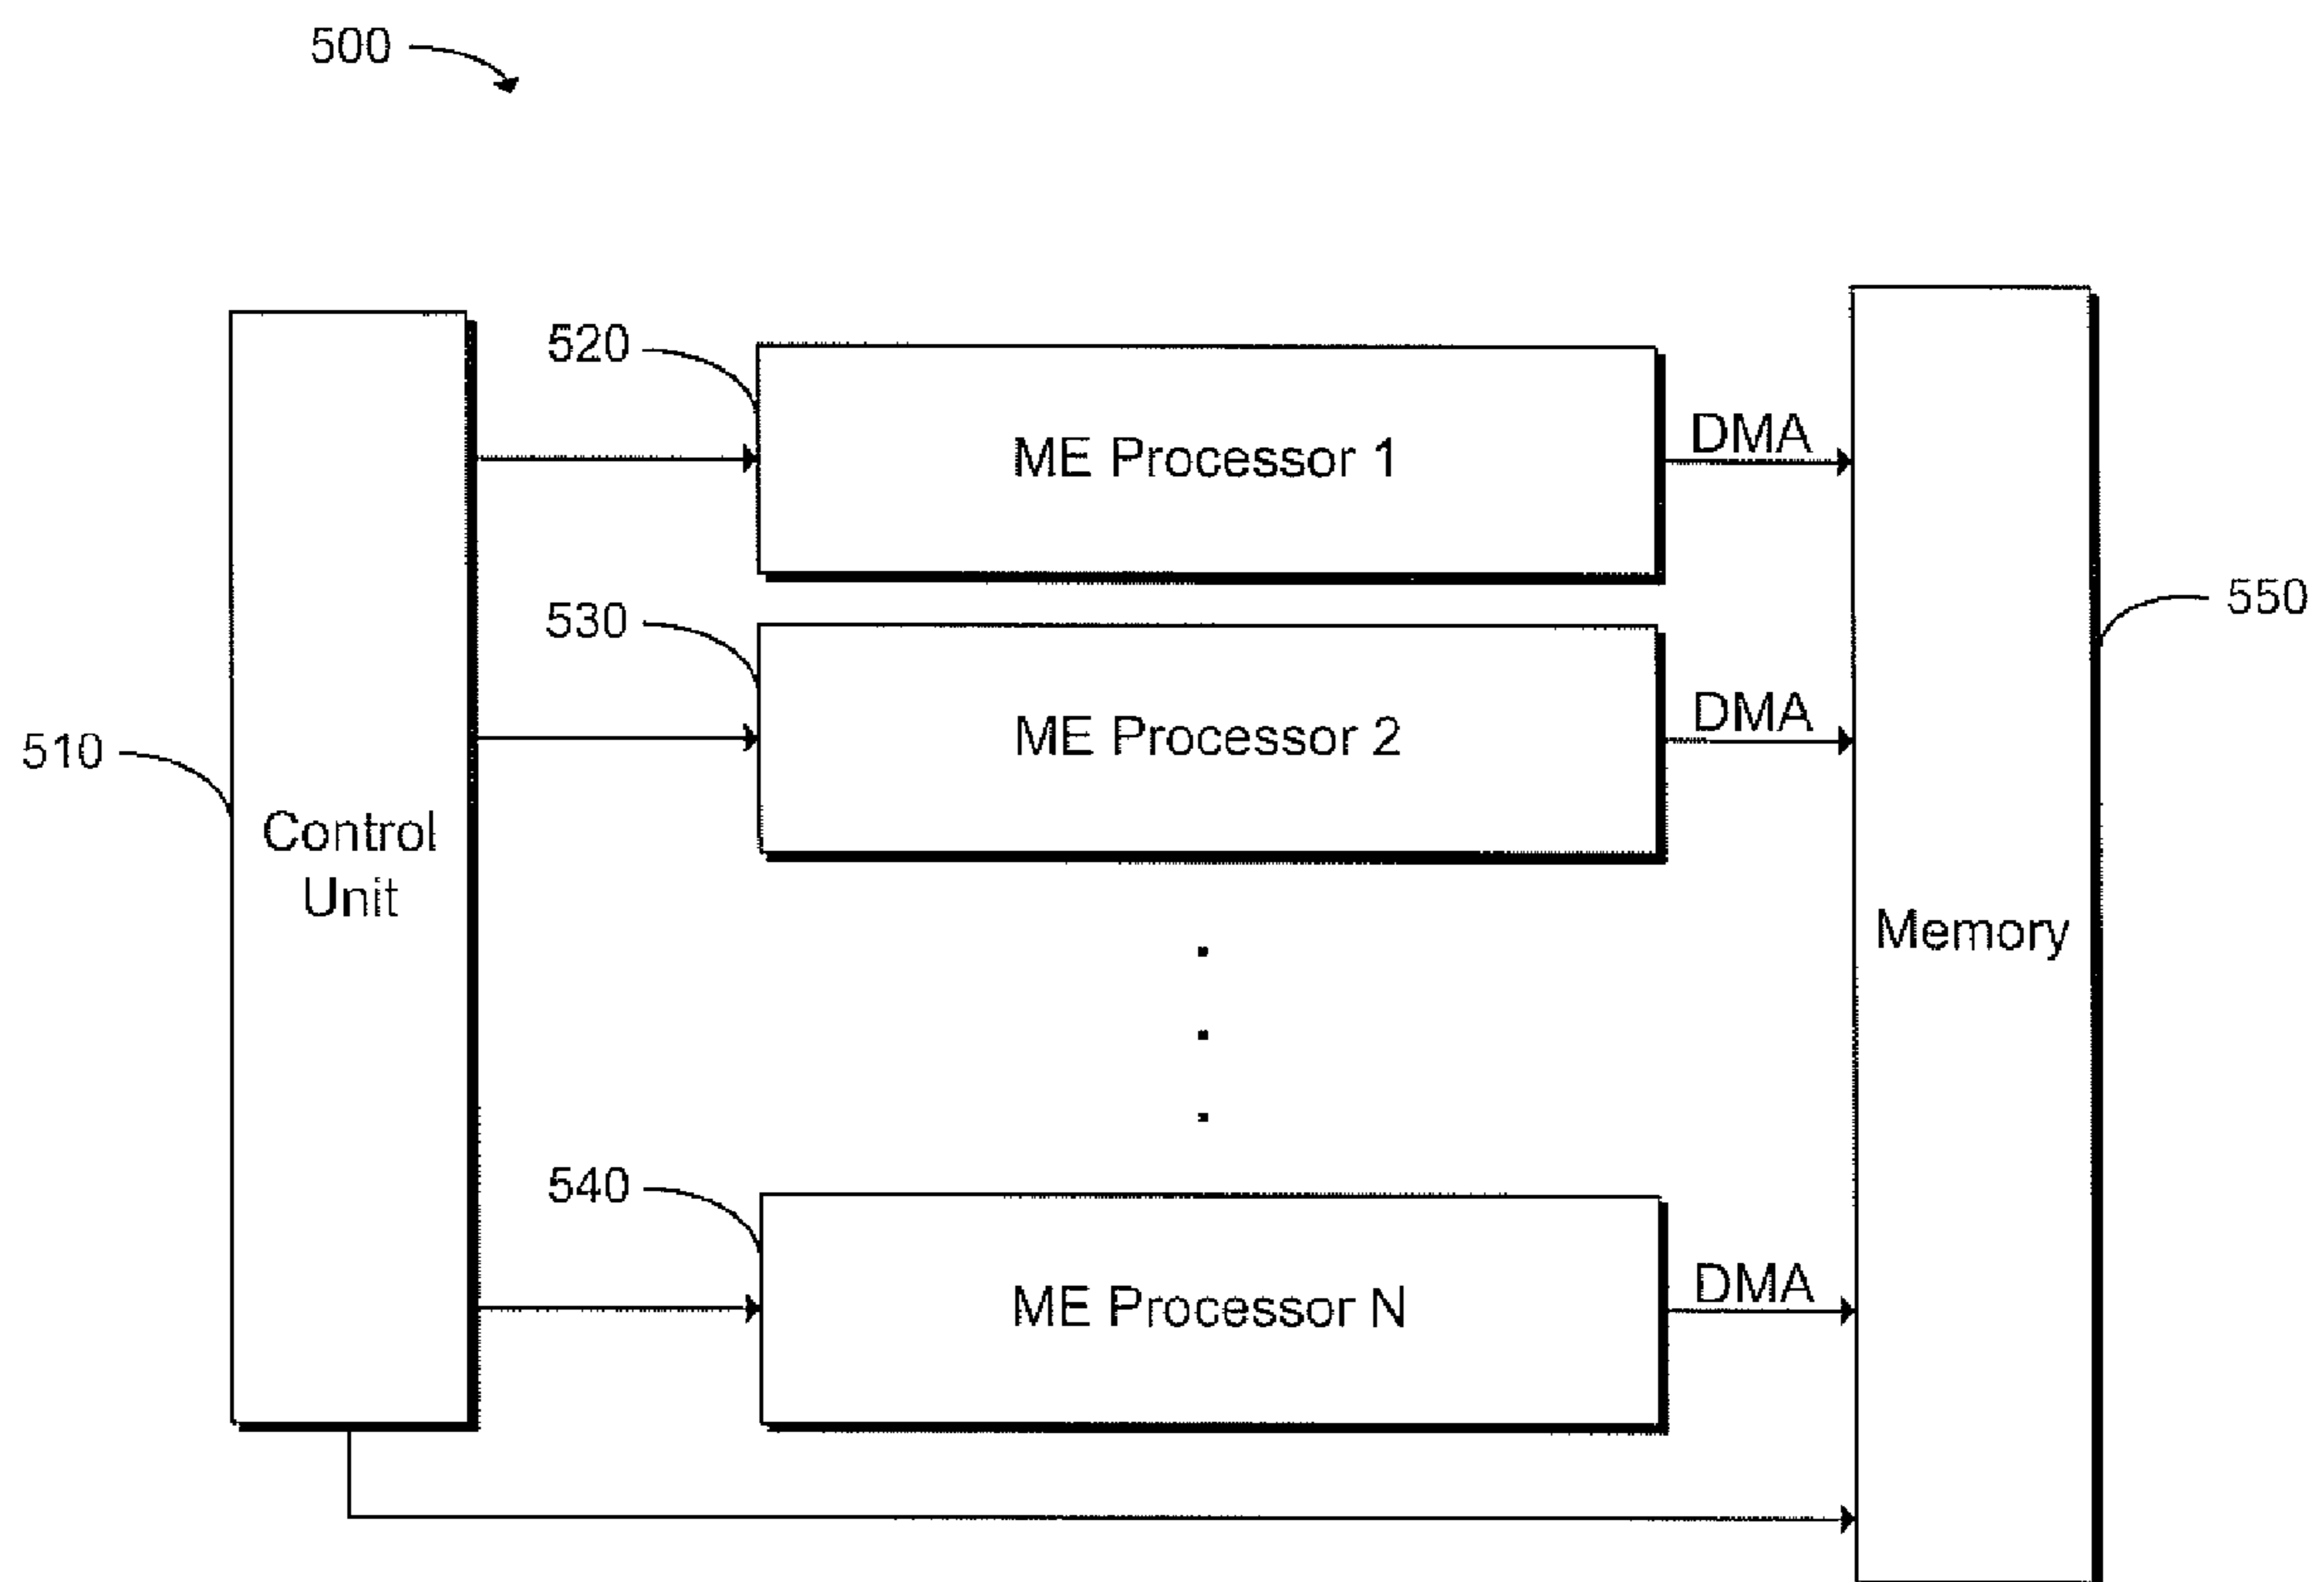 500
520
ME Processor 1
DMA
530
550
ME Processor 2
DMA
510
Control
Unit
Memory
540
ME Processor N
DMA